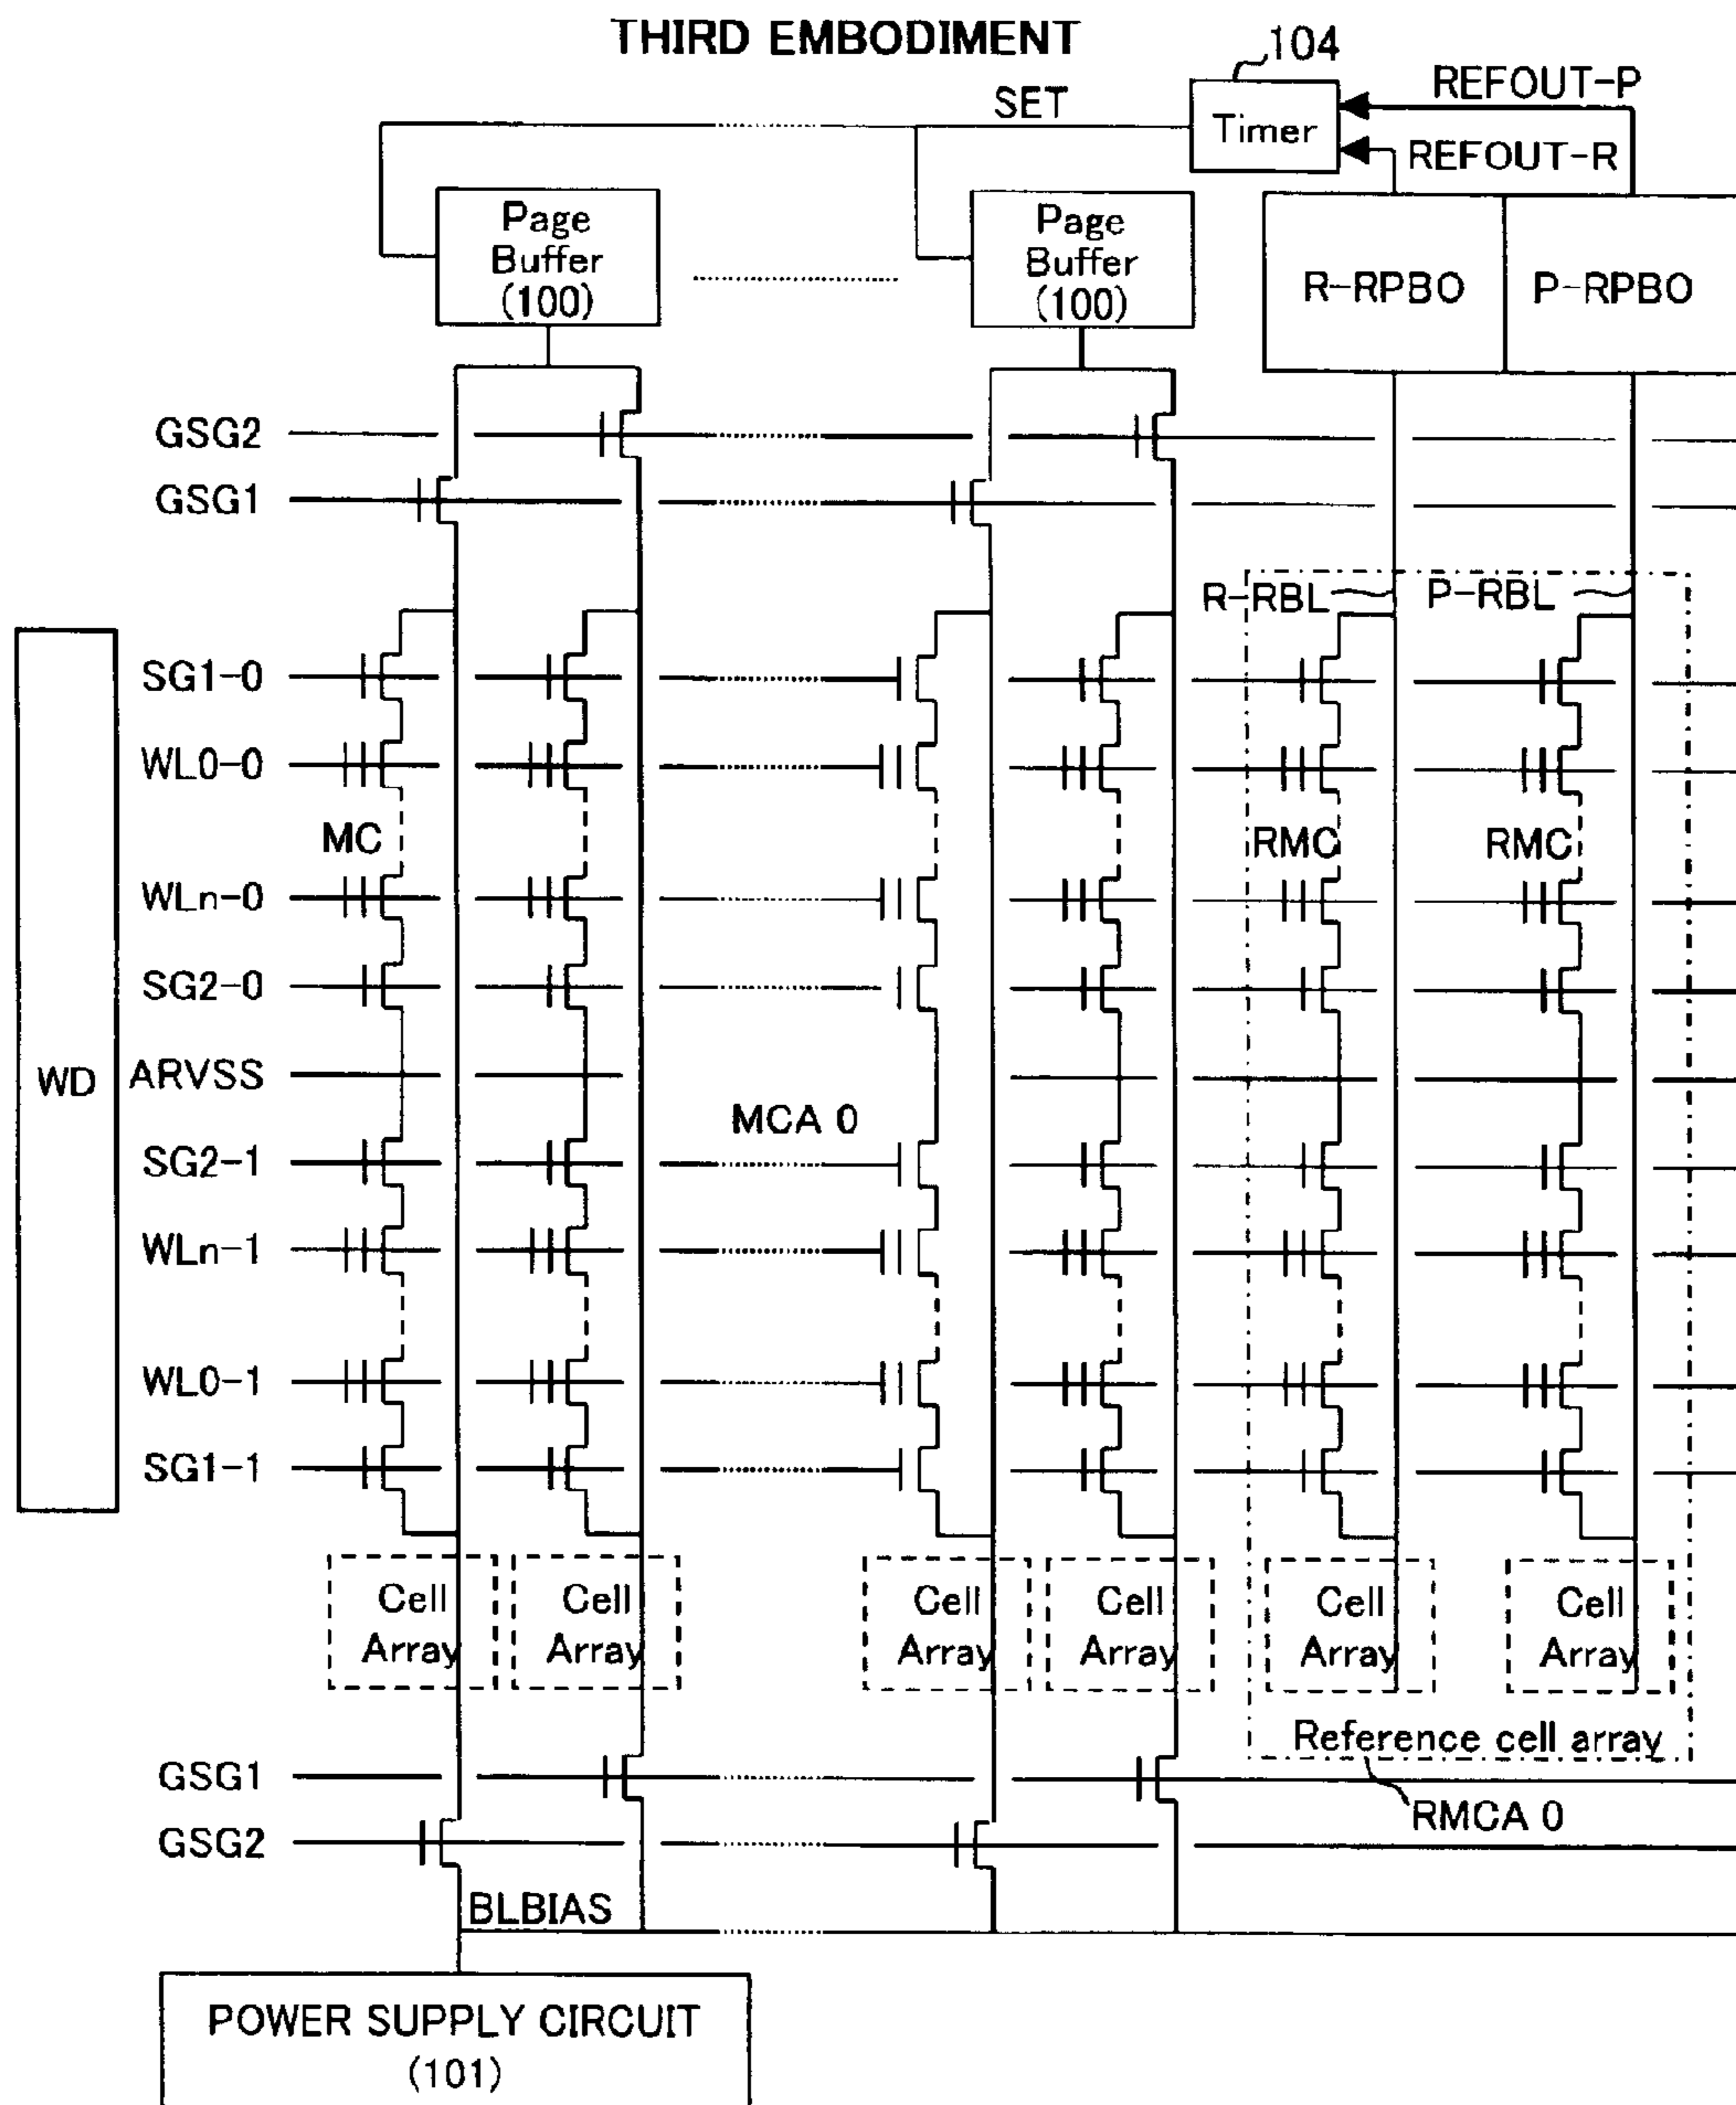 THIRD EMBODIMENT
104
REFOUT-P
SET
Timer
REFOUT-R
Page
Buffer
(100)
Page
Buffer
(100)
R-RPBO
P-RPBO
GSG2
GSG1
R-RBL
P-RBL
SG1-0
WL0-0
MC
RMC
RMC
WLn-0
SG2-0
WD
ARVSS
MCA 0
SG2-1
WLn-1
WL0-1
SG1-1
Cell
Array
Cell
Array
Cell
Array
Cell
Array
Cell
Array
Cell
Array
Reference cell array
GSG1
RMCA 0
GSG2
BLBIAS
POWER SUPPLY CIRCUIT
(101)